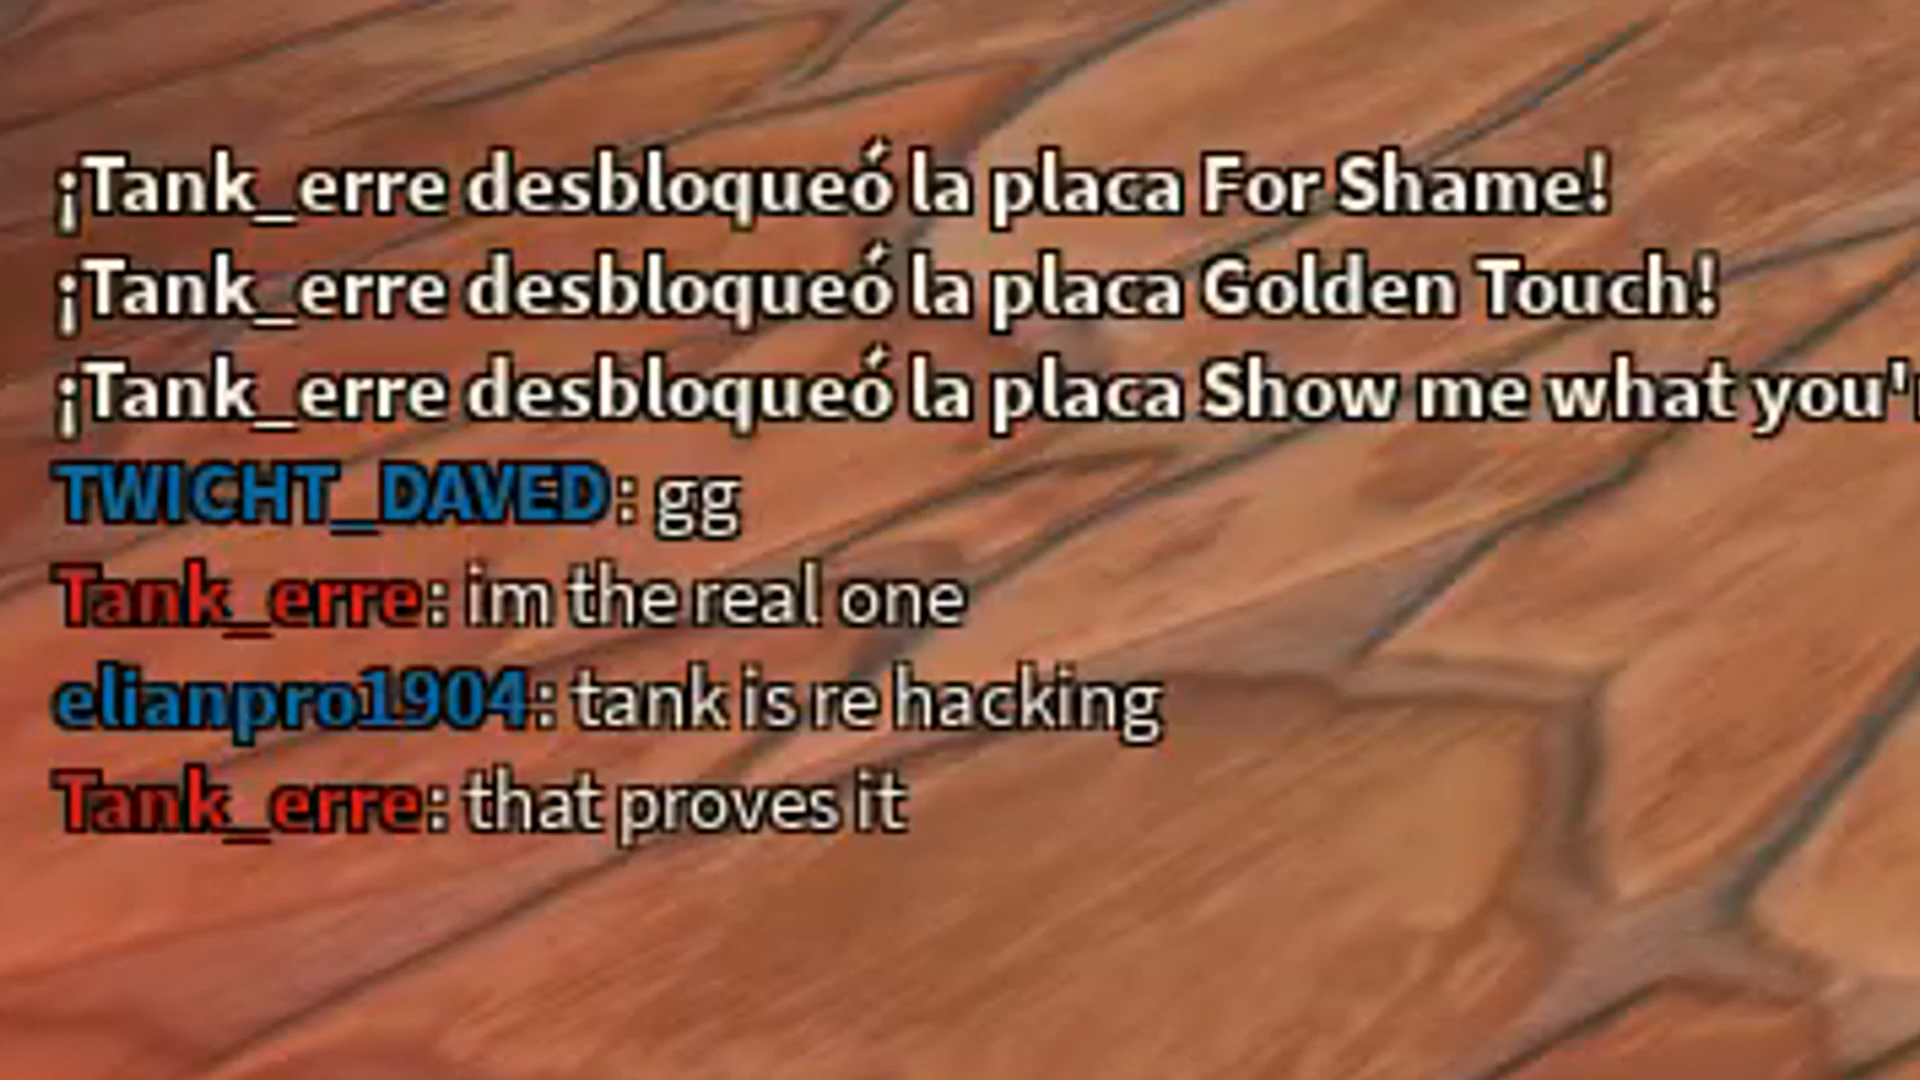 ¡Tank_erre desbloqueó la placa For Shame!
¡Tank_erre desbloqueó la placa Golden Touch!
¡Tank_erre desbloqueó la placa Show me what you'
TWICHT_DAVED: gg
Tank_erre: im the real one
elianpro1904: tank is re hacking
Tank_erre: that proves it